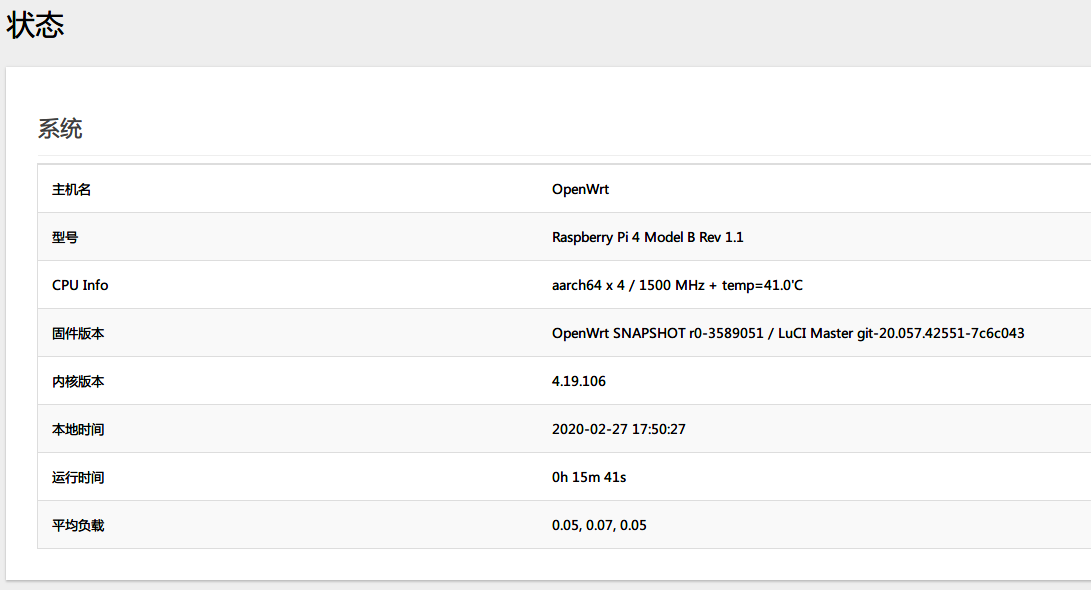 状态
系统
主机名 OpenWrt
型号 Raspberry Pi 4 Model B Rev 1.1
CPU Info aarch64 x 4 / 1500 MHz + temp=41.0'C
固件版本 OpenWrt SNAPSHOT r0-3589051 / LuCI Master git-20.057.42551-7c6c043
内核版本 4.19.106
本地时间 2020-02-27 17:50:27
运行时间 0h 15m 41s
平均负载 0.05, 0.07, 0.05